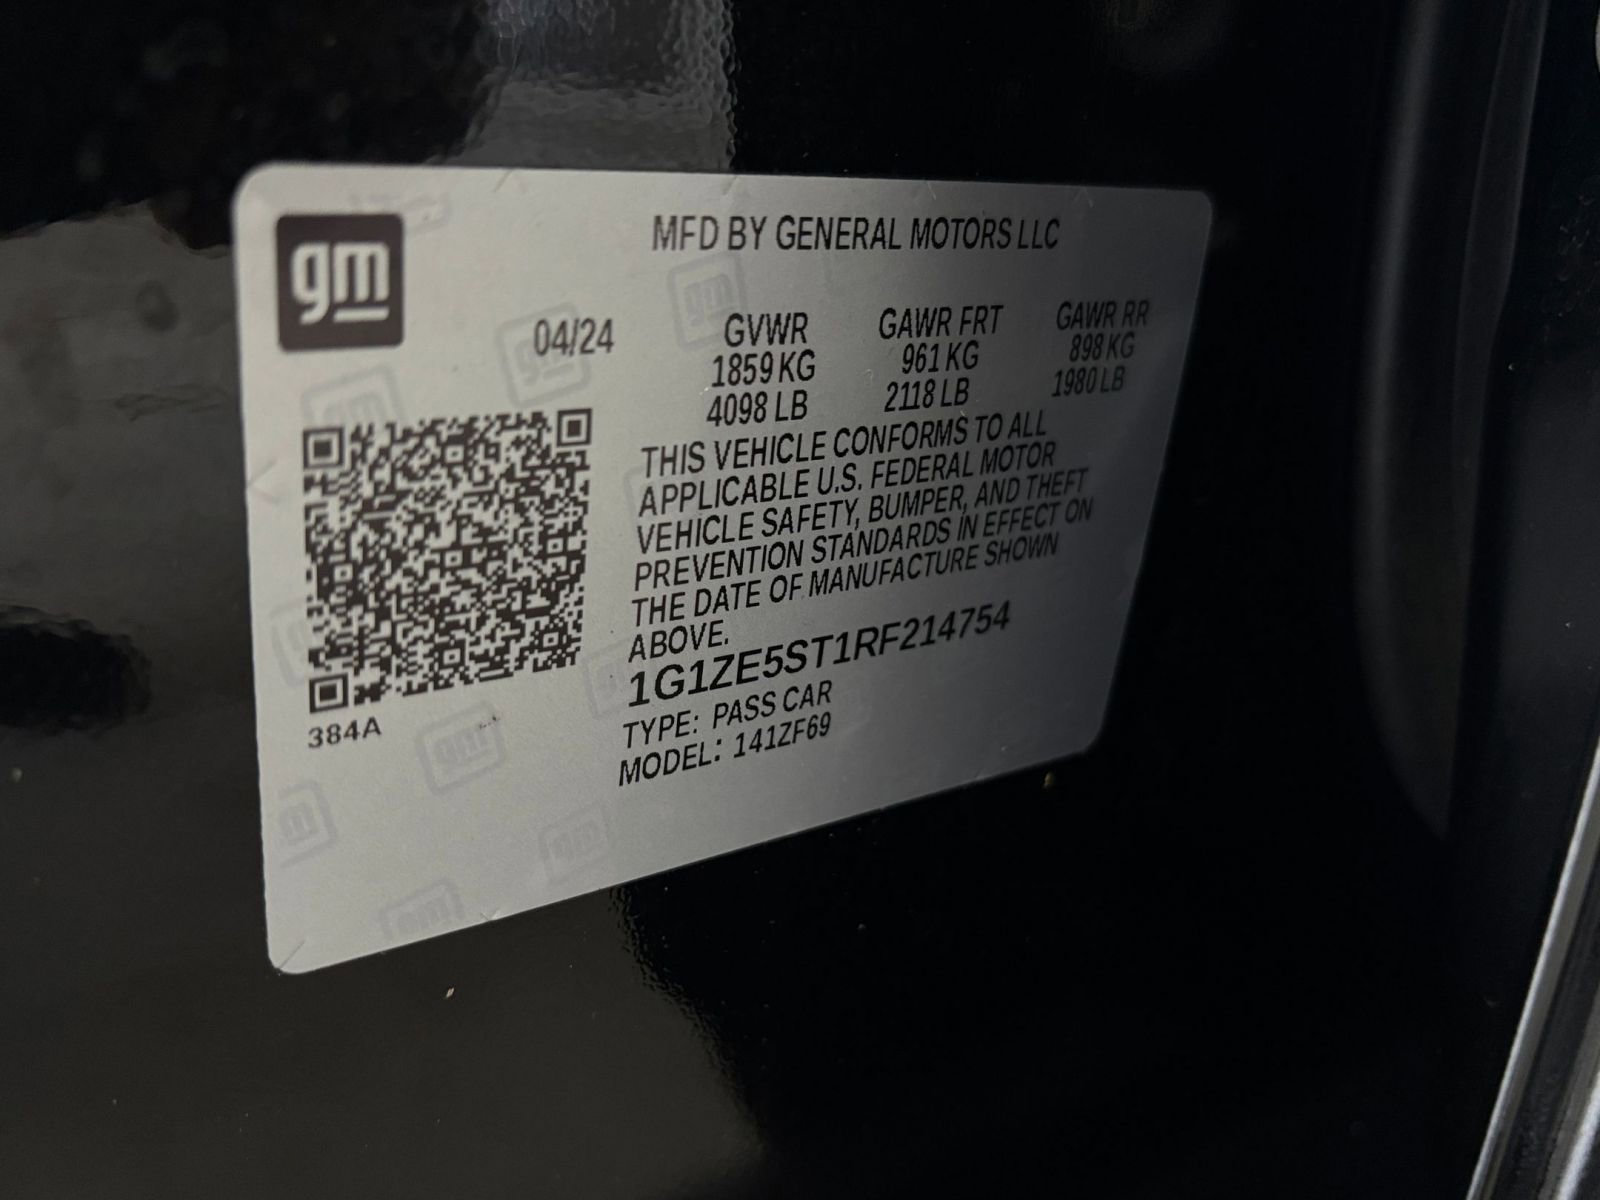 gm
MFD BY GENERAL MOTORS LLC
04/24 GVWR GAWR FRT GAWR RR
1859 KG 961 KG 898 KG
4098 LB 2118 LB 1980 LB
THIS VEHICLE CONFORMS TO ALL
APPLICABLE U.S. FEDERAL MOTOR
VEHICLE SAFETY, BUMPER, AND THEFT
PREVENTION STANDARDS IN EFFECT ON
THE DATE OF MANUFACTURE SHOWN
ABOVE.
1G1ZE5ST1RF214754
TYPE: PASS CAR
MODEL: 141ZF69
384A